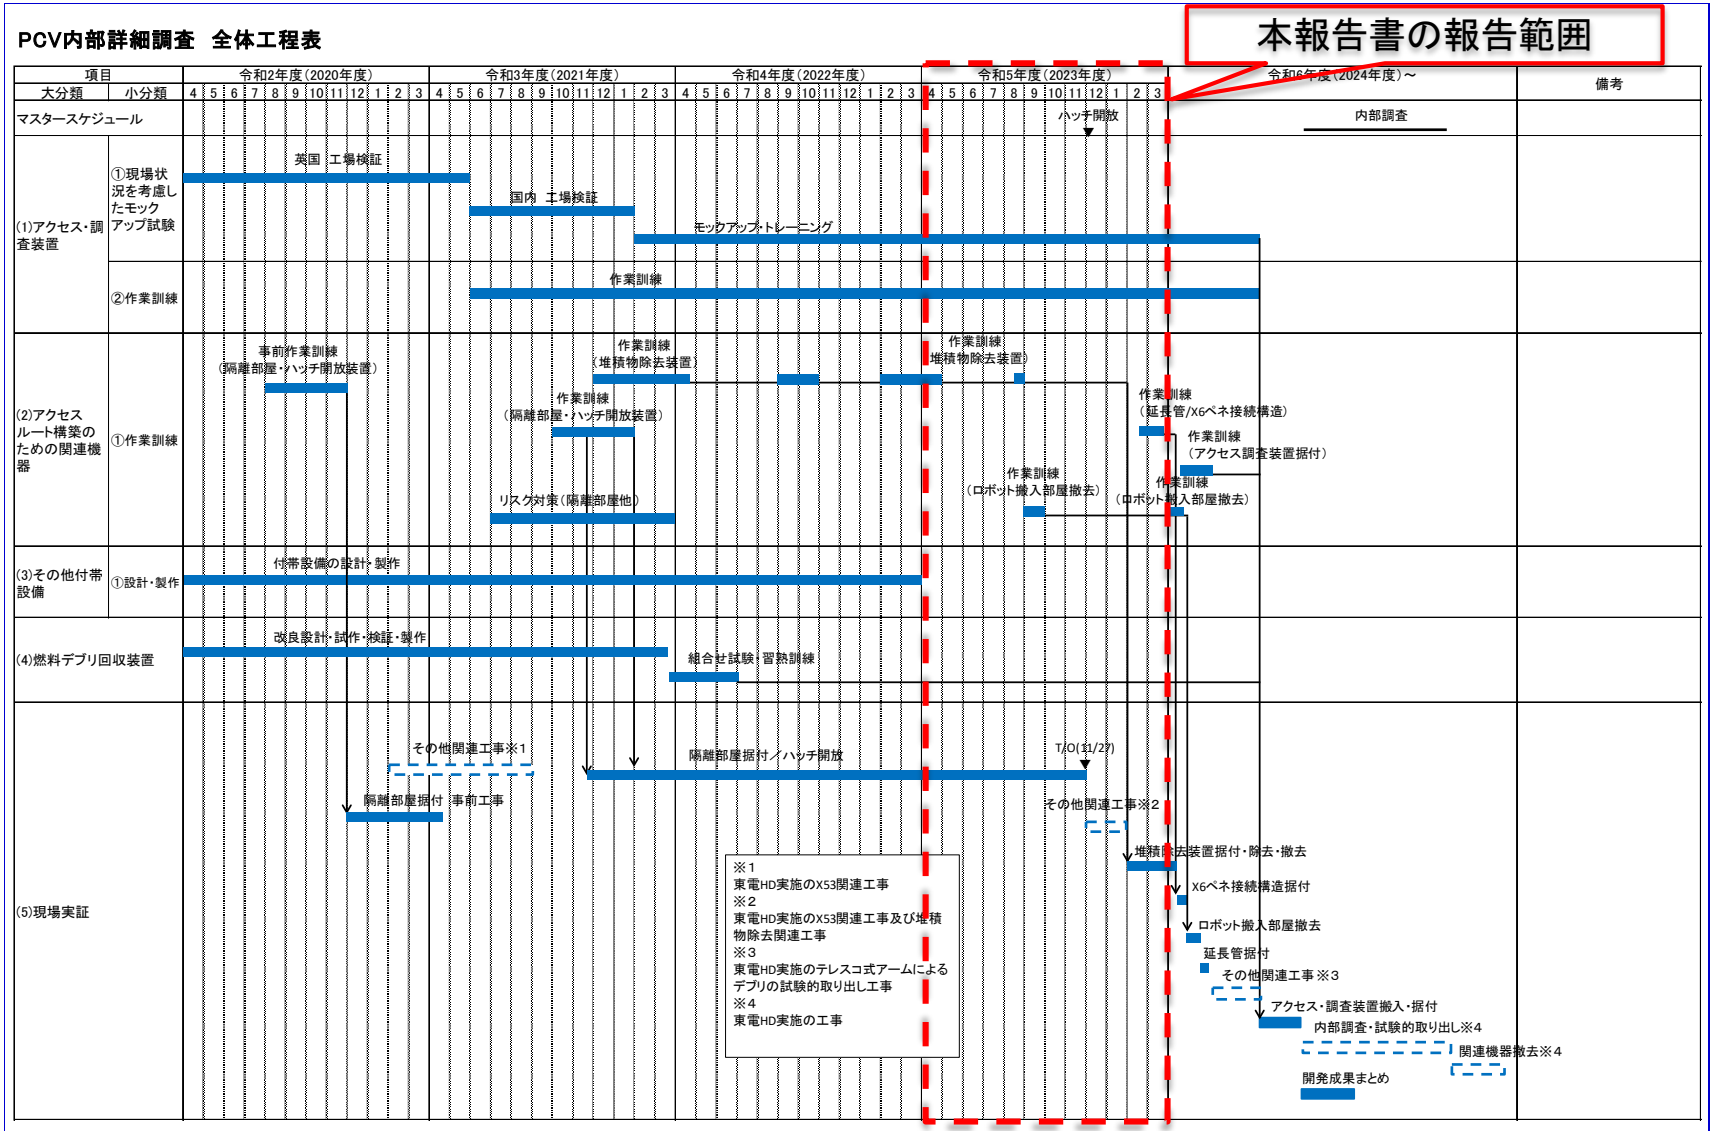 本報告書の報告範囲
PCV内部詳細調査 全体工程表
項目
令和2年度(2020年度)
令和3年度(2021年度)
令和4年度(2022年度)
令和5年度(2023年度)
令和6年度(2024年度)～
備考
大分類
小分類
4 5 6 7 8 9 10 11 12 1 2 3 4 5 6 7 8 9 10 11 12 1 2 3 4 5 6 7 8 9 10 11 12 1 2 3 4 5 6 7 8 9 10 11 12 1 2 3
マスタースケジュール
ハッチ開放
内部調査
(1)アクセス・調
査装置
①現場状
況を考慮し
たモック
アップ試験
英国 工場検証
国内 工場検証
モックアップ・トレーニング
②作業訓練
作業訓練
(2)アクセス
ルート構築の
ための関連機
器
①作業訓練
事前作業訓練
(隔離部屋・ハッチ開放装置)
作業訓練
(堆積物除去装置)
作業訓練
(隔離部屋・ハッチ開放装置)
リスク対策(隔離部屋他)
作業訓練
堆積物除去装置)
作業訓練
(延長管/X6ペネ接続構造)
作業訓練
(アクセス調査装置据付)
作業訓練
(ロボット搬入部屋撤去)
作業訓練
(ロボット搬入部屋撤去)
(3)その他付帯
設備
①設計・製作
付帯設備の設計・製作
(4)燃料デブリ回収装置
改良設計・試作・検証・製作
組合せ試験・習熟訓練
(5)現場実証
その他関連工事※1
隔離部屋据付 事前工事
隔離部屋据付／ハッチ開放
T/O(11/27)
その他関連工事※2
堆積除去装置据付・除去・撤去
X6ペネ接続構造据付
ロボット搬入部屋撤去
延長管据付
その他関連工事※3
アクセス・調査装置搬入・据付
内部調査・試験的取り出し※4
関連機器撤去※4
開発成果まとめ
※1
東電HD実施のX53関連工事
※2
東電HD実施のX53関連工事及び堆積
物除去関連工事
※3
東電HD実施のテレスコ式アームによる
デブリの試験的取り出し工事
※4
東電HD実施の工事